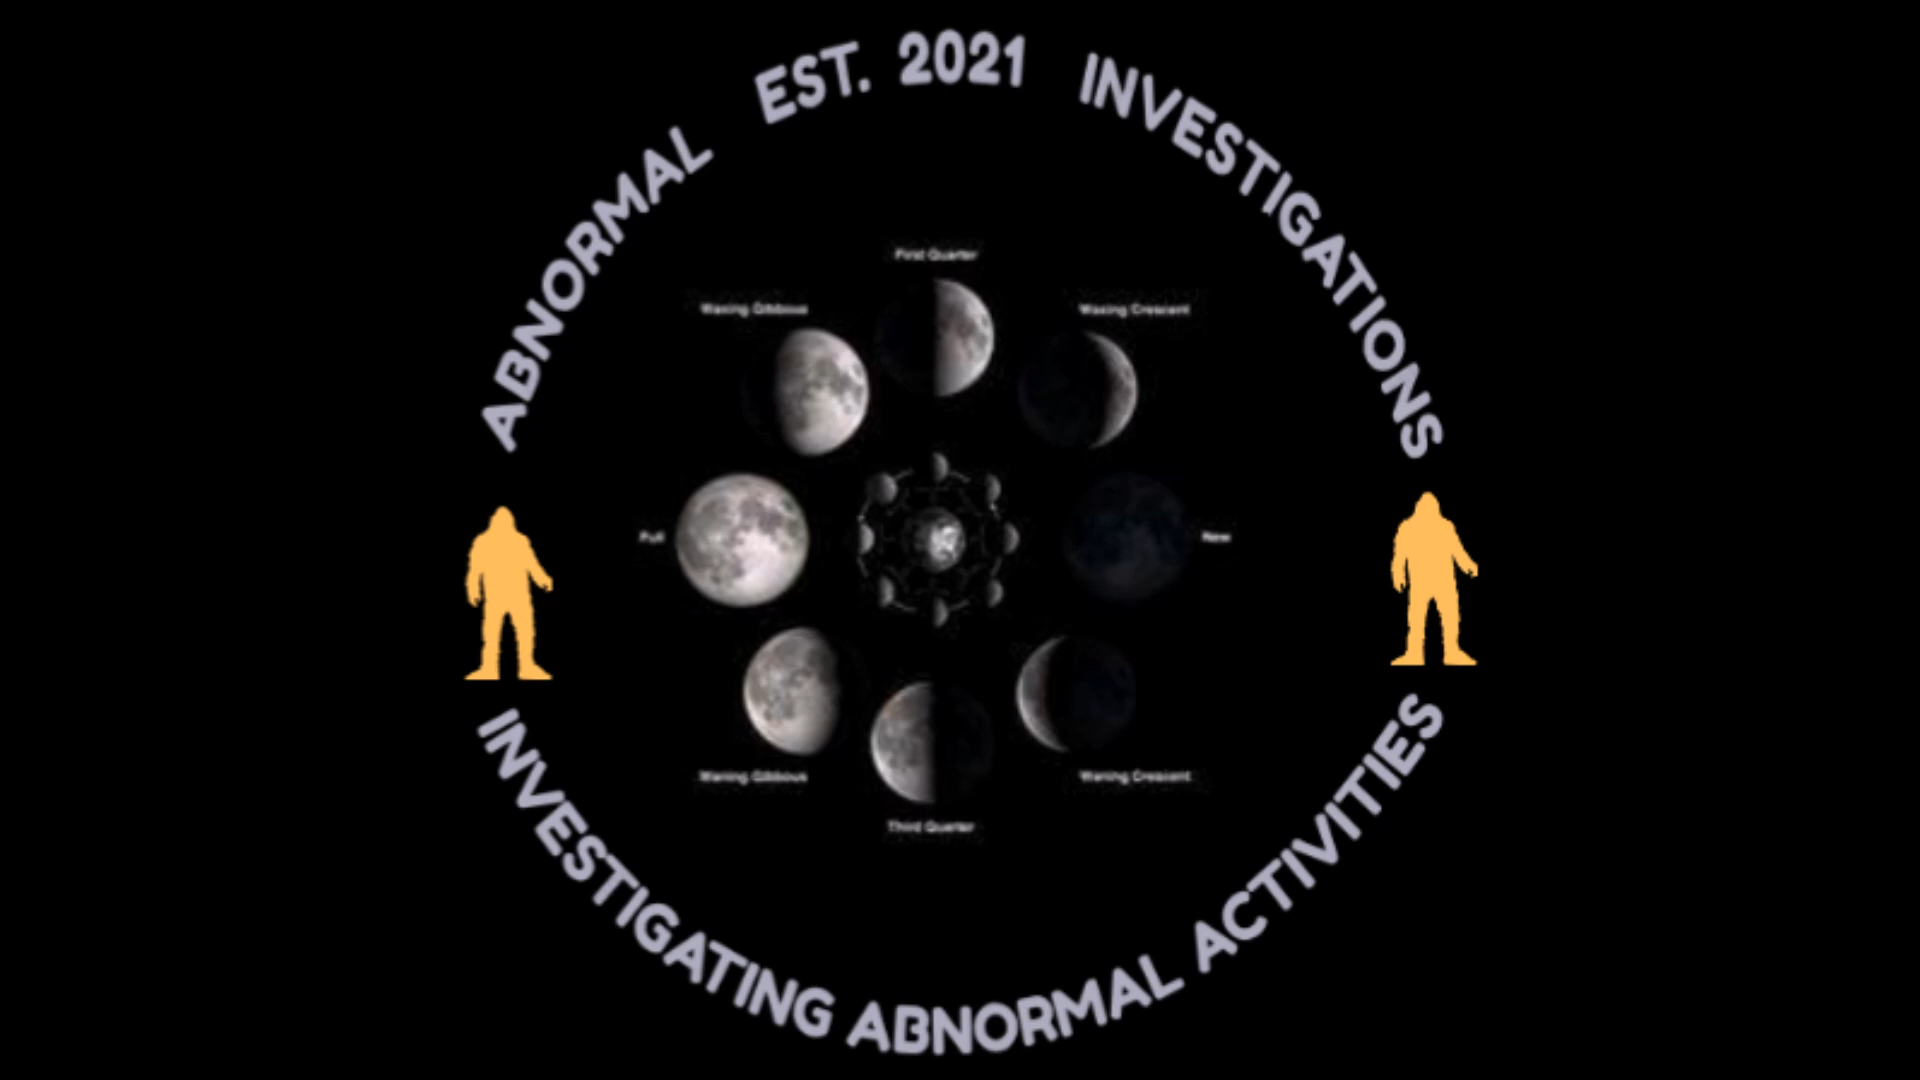 ABNORMAL EST. 2021 INVESTIGATIONS
First Quarter
Waxing Gibbous
Waxing Crescent
Full
New
Waning Gibbous
Waning Crescent
Third Quarter
INVESTIGATING ABNORMAL ACTIVITIES